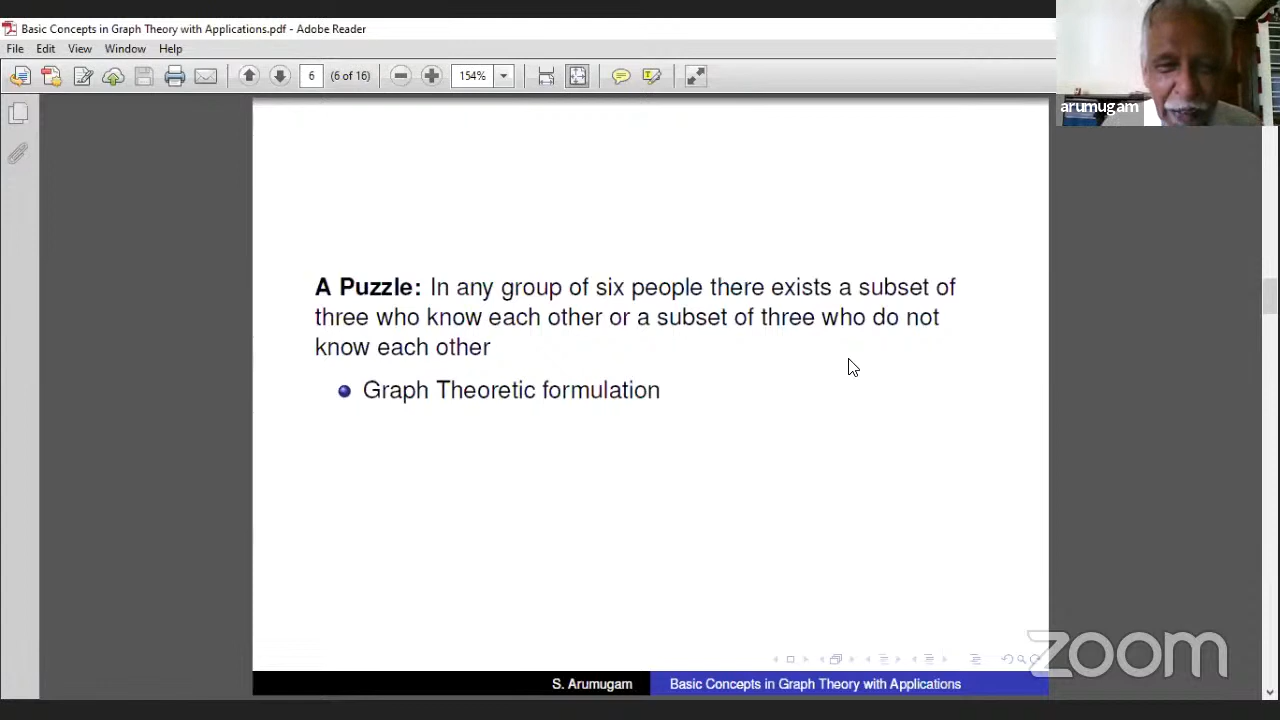 Basic Concepts in Graph Theory with Applications.pdf - Adobe Reader
File Edit View Window Help
6 (6 of 16) 154%
arumugam
A Puzzle: In any group of six people there exists a subset of
three who know each other or a subset of three who do not
know each other
Graph Theoretic formulation
zoom
S. Arumugam Basic Concepts in Graph Theory with Applications